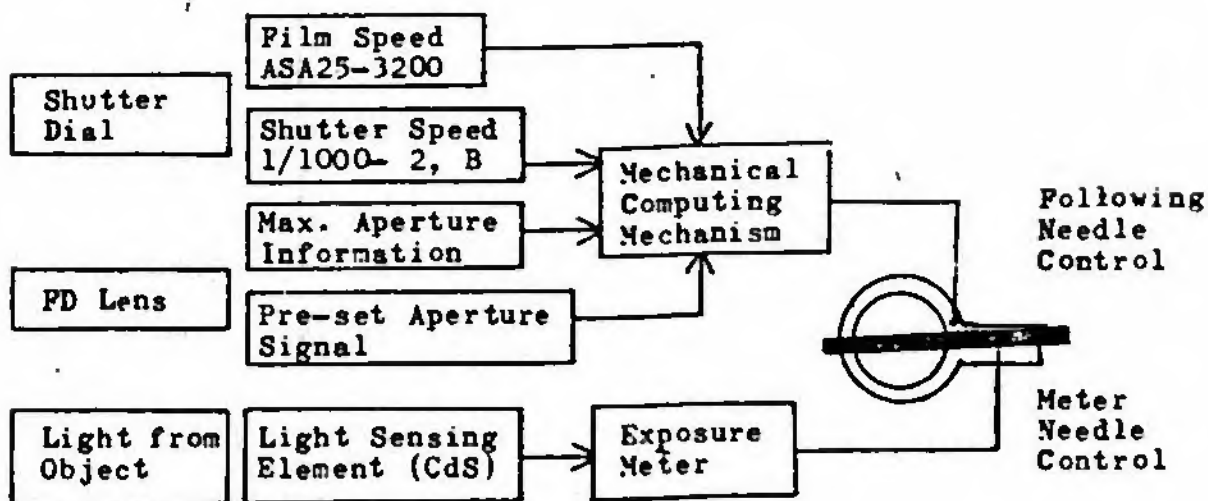 Film Speed
ASA25-3200
Shutter
Dial
Shutter Speed
1/1000- 2, B
Mechanical
Computing
Mechanism
Following
Needle
Control
Max. Aperture
Information
FD Lens
Pre-set Aperture
Signal
Light from
Object
Light Sensing
Element (CdS)
Exposure
Meter
Meter
Needle
Control